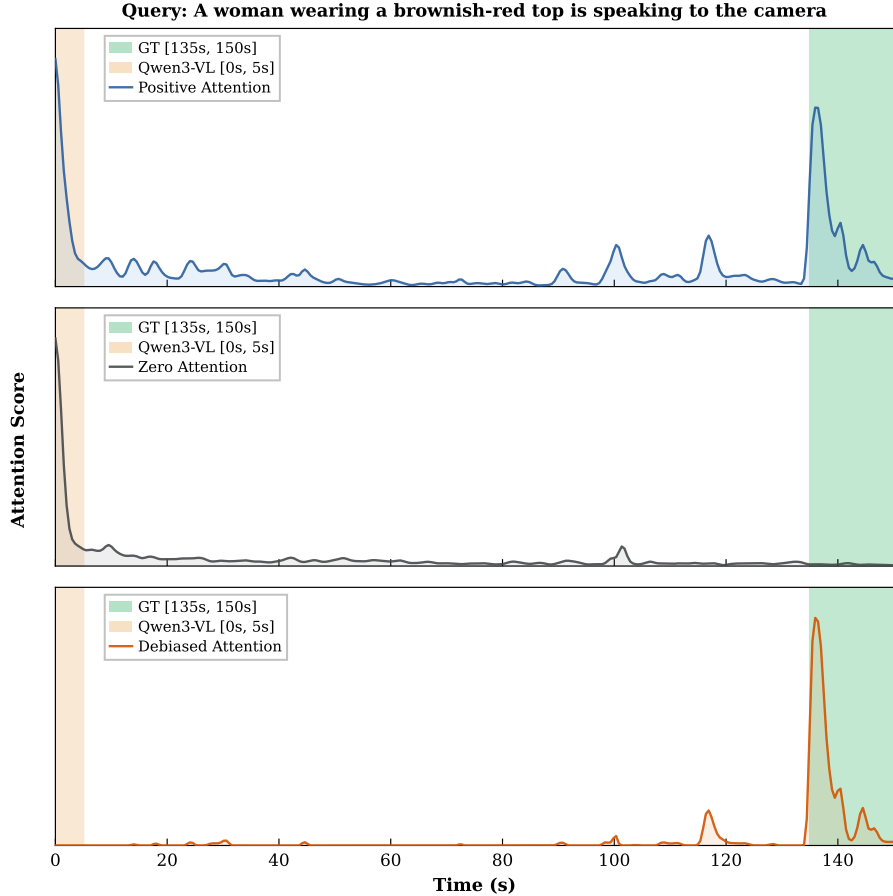 Query: A woman wearing a brownish-red top is speaking to the camera
GT [135s, 150s]
Qwen3-VL [0s, 5s]
Positive Attention
GT [135s, 150s]
Qwen3-VL [0s, 5s]
Zero Attention
Attention Score
GT [135s, 150s]
Qwen3-VL [0s, 5s]
Debiased Attention
0 20 40 60 80 100 120 140
Time (s)